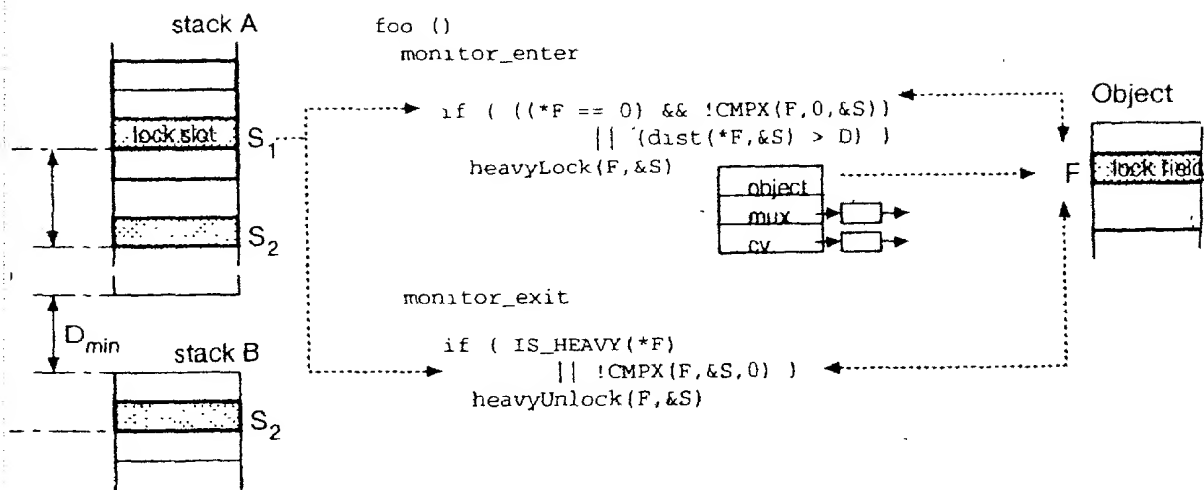 stack A
foo ()
monitor_enter
if ( ((*F == 0) && !CMPX(F,0,&S))
|| (dist(*F,&S) > D) )
heavyLock(F,&S)
Object
lock slot
S1
F
lock field
object
mux
cv
S2
monitor_exit
Dmin
stack B
if ( IS_HEAVY(*F)
|| !CMPX(F,&S,0) )
heavyUnlock(F,&S)
S2